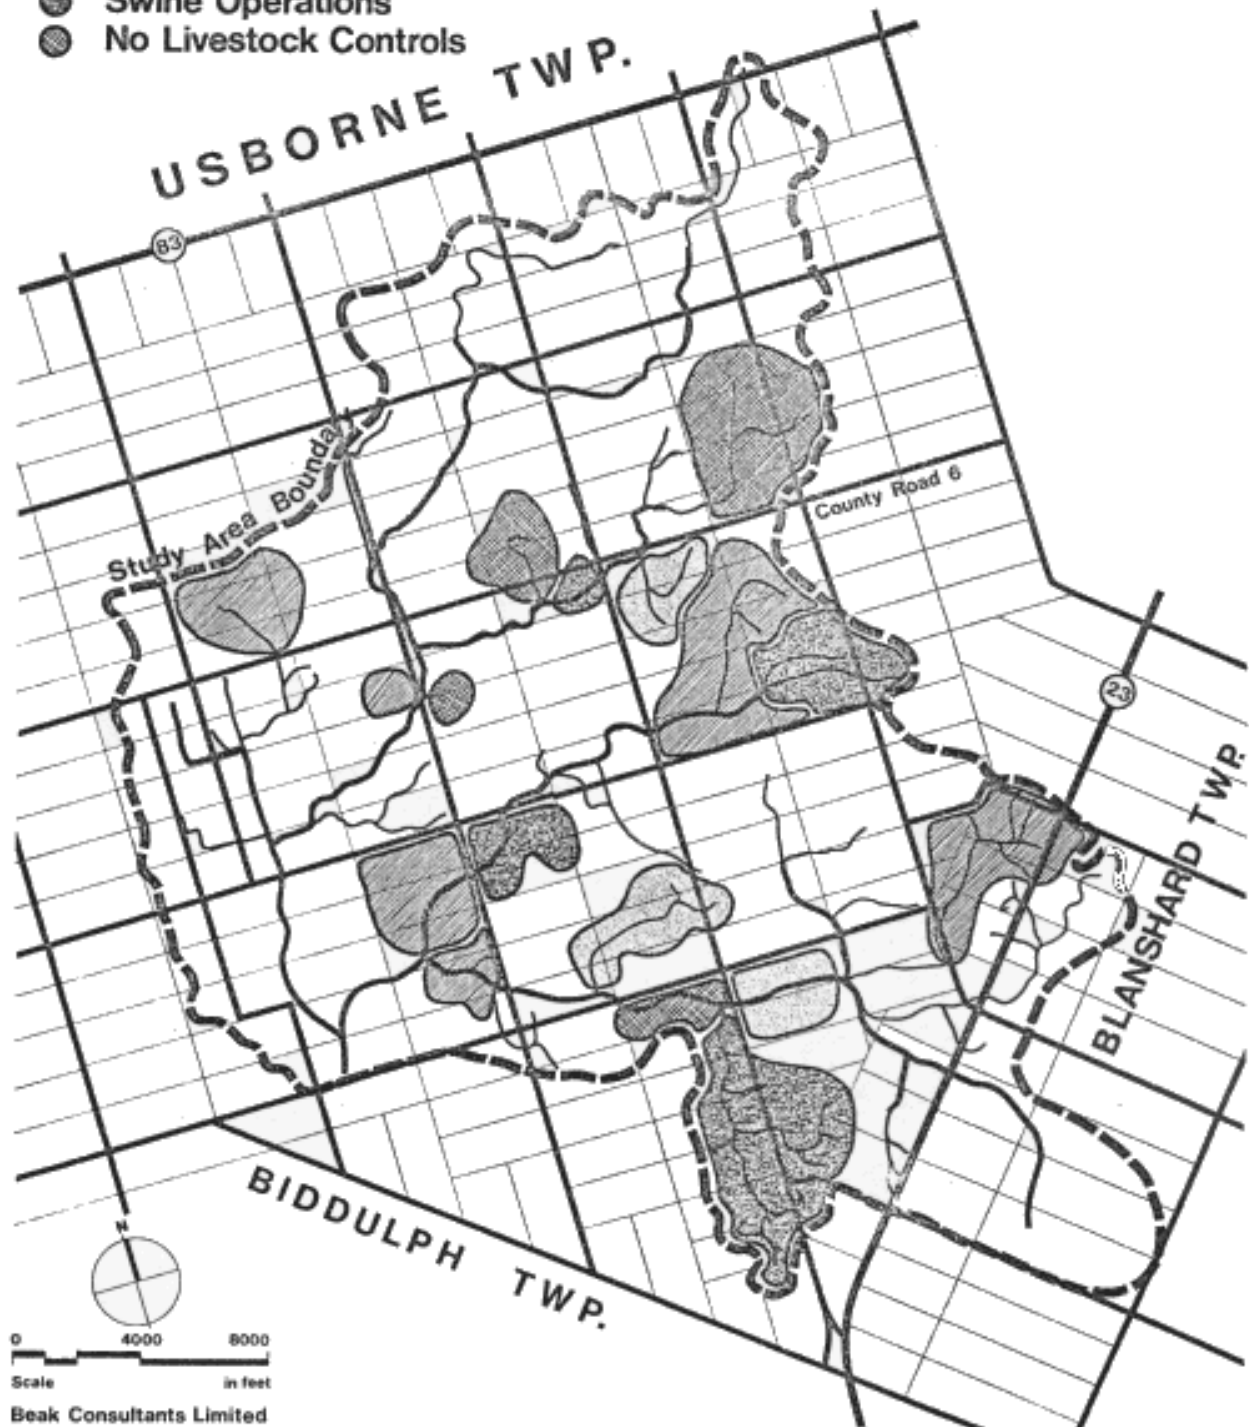 Swine Operations
No Livestock Controls
USBORNE TWP.
83
Study Area Bounda
County Road 6
23
BLANSHARD TWP.
BIDDULPH TWP.
N
0 4000 8000
Scale in feet
Beak Consultants Limited